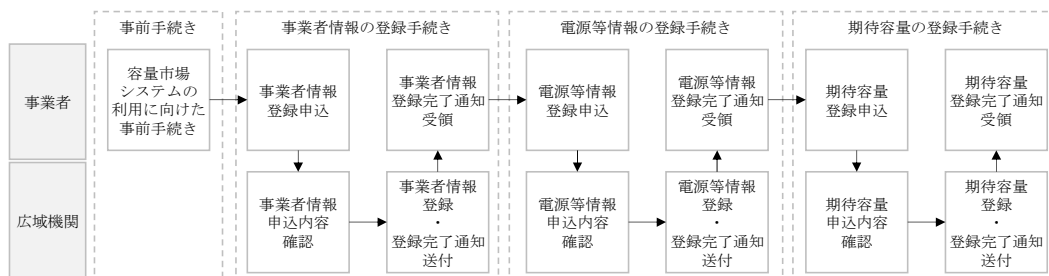 事前手続き
事業者情報の登録手続き
電源等情報の登録手続き
期待容量の登録手続き
事業者
容量市場
システムの
利用に向けた
事前手続き
事業者情報
登録申込
事業者情報
登録完了通知
受領
電源等情報
登録申込
電源等情報
登録完了通知
受領
期待容量
登録申込
期待容量
登録完了通知
受領
広域機関
事業者情報
申込内容
確認
事業者情報
登録
・
登録完了通知
送付
電源等情報
申込内容
確認
電源等情報
登録
・
登録完了通知
送付
期待容量
申込内容
確認
期待容量
登録
・
登録完了通知
送付